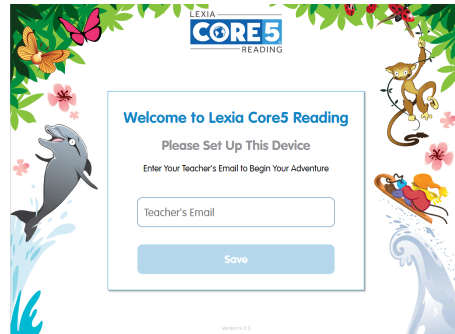 LEXIA
CORE5
READING
Welcome to Lexia Core5 Reading
Please Set Up This Device
Enter Your Teacher's Email to Begin Your Adventure
Teacher's Email
Save